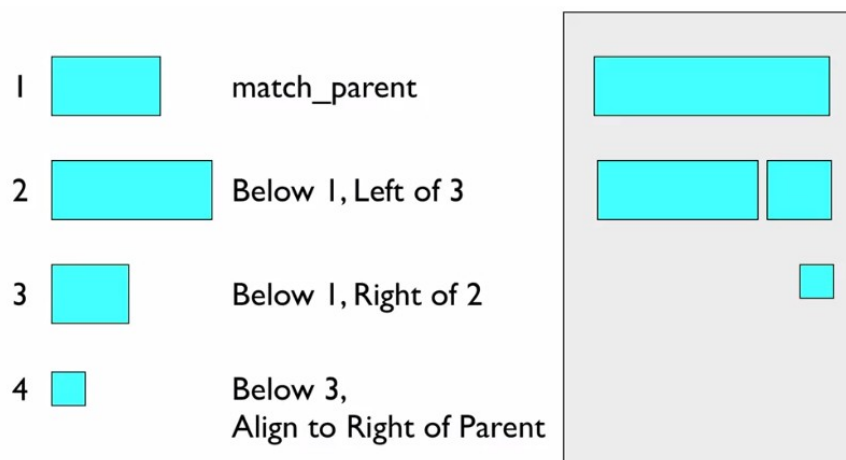 1 match_parent
2 Below 1, Left of 3
3 Below 1, Right of 2
4 Below 3,
Align to Right of Parent